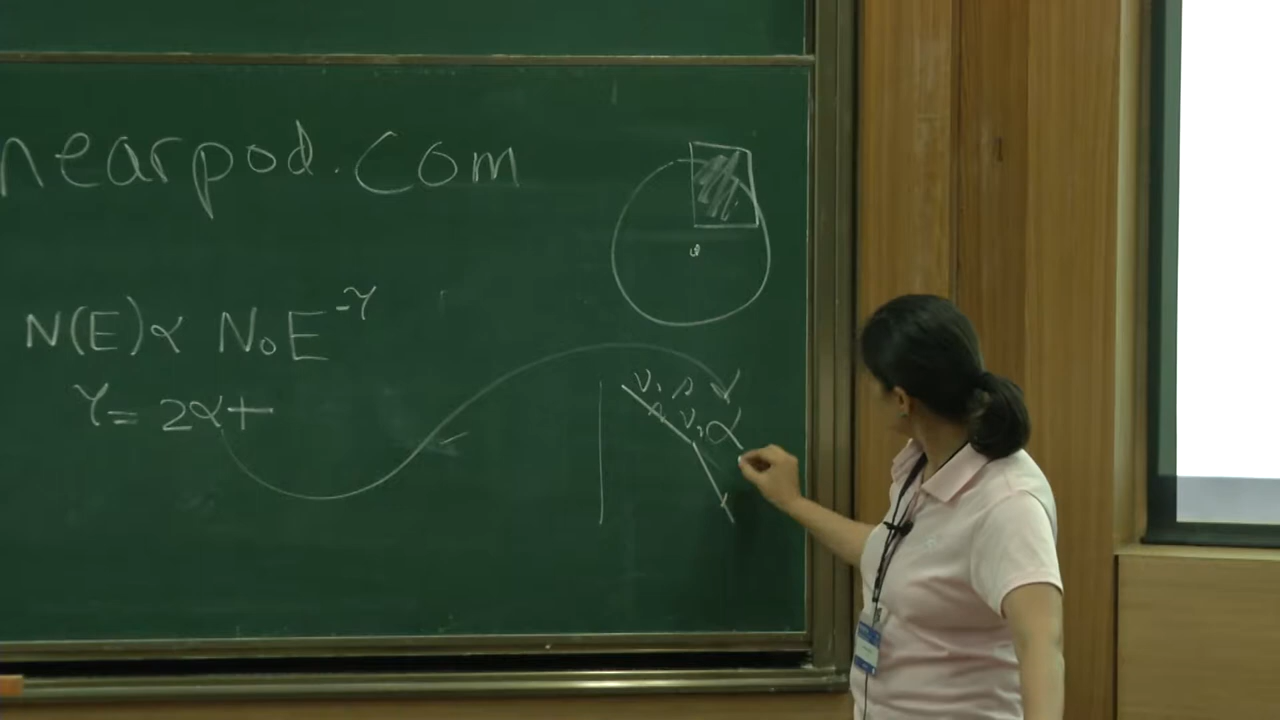 nearpod.com
N(E)∝ N₀E^-γ
γ= 2α+
ν,
ν,α